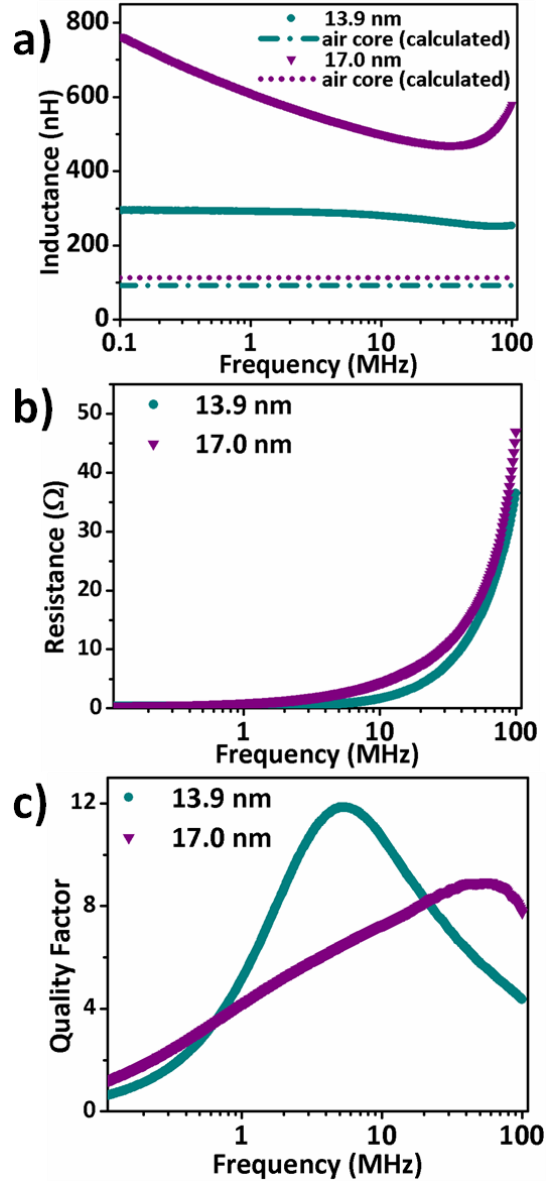 a)
800
600
400
200
0
Inductance (nH)
13.9 nm
air core (calculated)
17.0 nm
air core (calculated)
0.1
1
10
100
Frequency (MHz)
b)
50
40
30
20
10
0
Resistance (Ω)
13.9 nm
17.0 nm
1
10
100
Frequency (MHz)
c)
12
8
4
0
Quality Factor
13.9 nm
17.0 nm
1
10
100
Frequency (MHz)